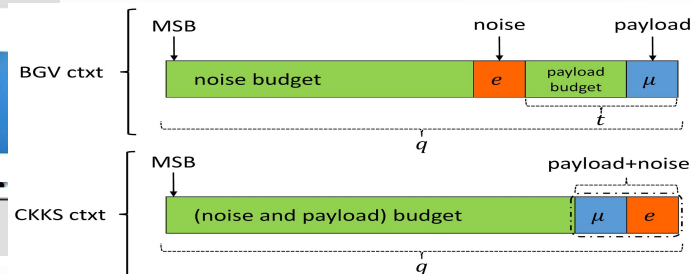 MSB
noise
payload
BGV ctxt
noise budget
e
payload
budget
μ
t
q
MSB
payload+noise
CKKS ctxt
(noise and payload) budget
μ
e
q